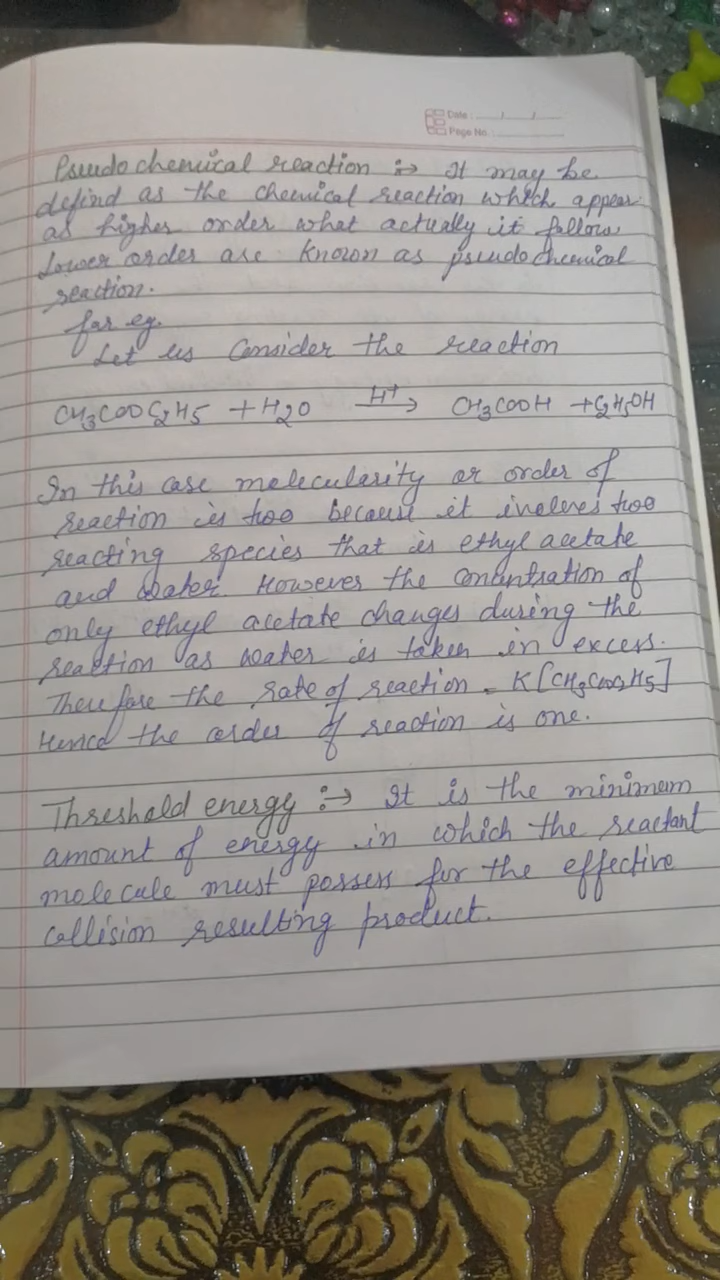 Date : ___/___/___
Page No. : ___
Pseudo chemical reaction :→ It may be
defind as the chemical reaction which appear
as higher order what actually it follow
lower order are known as pseudo chemical
reaction.
for eg.
Let us Consider the reaction
CH3COOC2H5 + H2O —H+→ CH3COOH + C2H5OH
In this case molecularity or order of
reaction is two because it involves two
reacting species that is ethyl acetate
and water. However the concentration of
only ethyl acetate changes during the
reaction as water is taken in excess.
Therefore the rate of reaction = K[CH3COOC2H5]
Hence the order of reaction is one.
Threshold energy :→ It is the minimum
amount of energy in which the reactant
molecule must possess for the effective
collision resulting product.